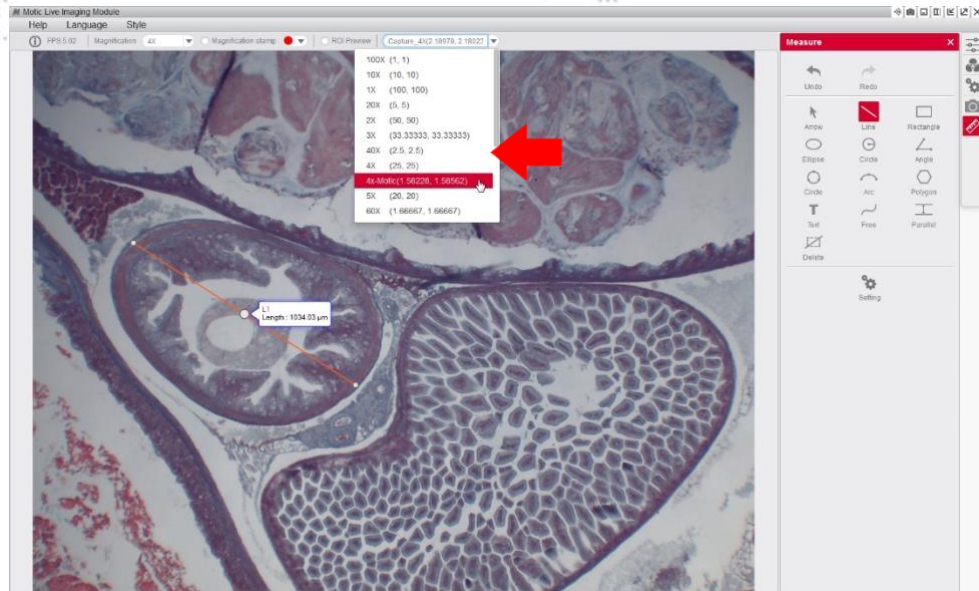 Motic Live Imaging Module
Help Language Style
FPS 5.02 Magnification 4X Magnification stamp ROI Preview Capture_4X(2.18979, 2.1802
100X (1, 1)
10X (10, 10)
1X (100, 100)
20X (5, 5)
2X (50, 50)
3X (33.33333, 33.33333)
40X (2.5, 2.5)
4X (25, 25)
4x-Motic(1.58228, 1.58562)
5X (20, 20)
60X (1.66667, 1.66667)
L1
Length : 1034.03 µm
Measure
Undo Redo
Arrow Line Rectangle
Ellipse Circle Angle
Circle Arc Polygon
Text Free Parallel
Delete
Setting